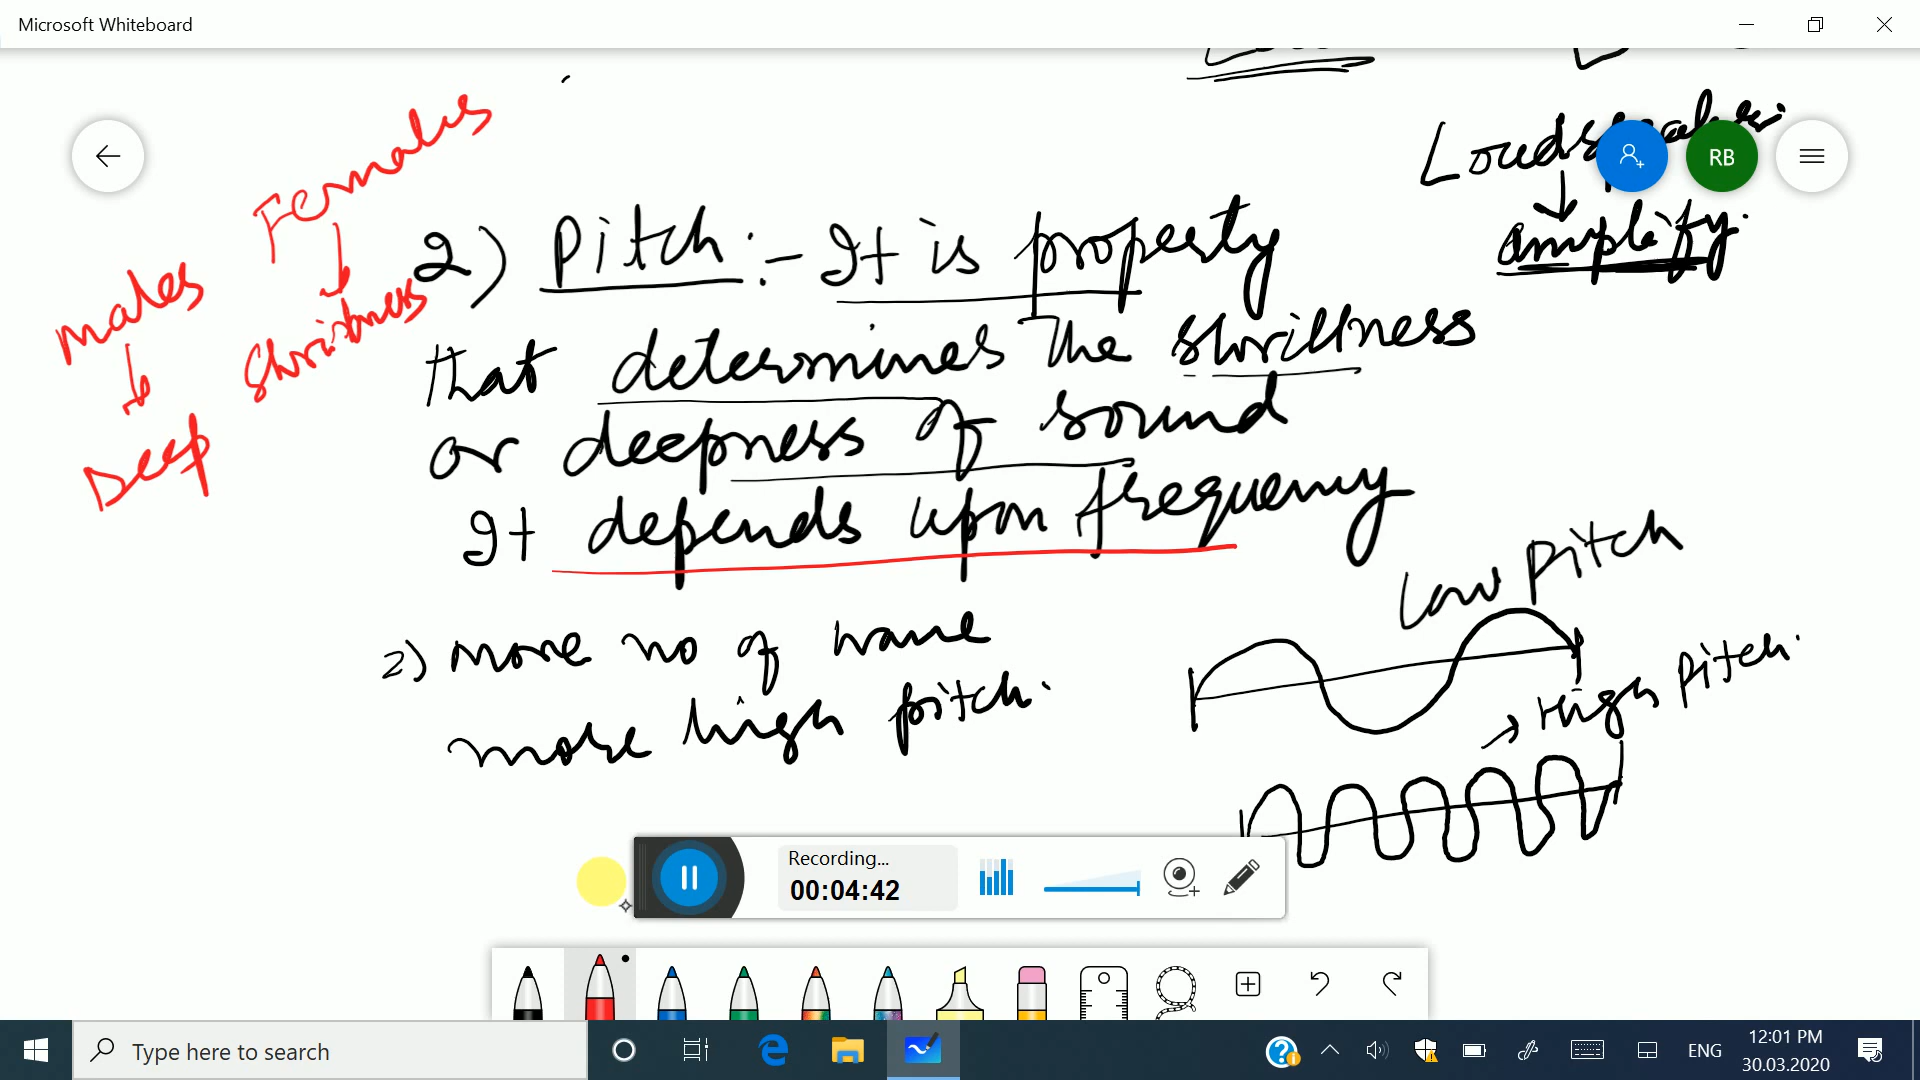 Microsoft Whiteboard
Loudspeaker
RB
amplify.
Females
Shrillness
Males
Deep
2) Pitch :- It is property
that determines the shrillness
or deepness of sound
It depends upon frequency
2) more no of wave
more high pitch.
Low Pitch
High Pitch.
Recording...
00:04:42
Type here to search
ENG
12:01 PM
30.03.2020